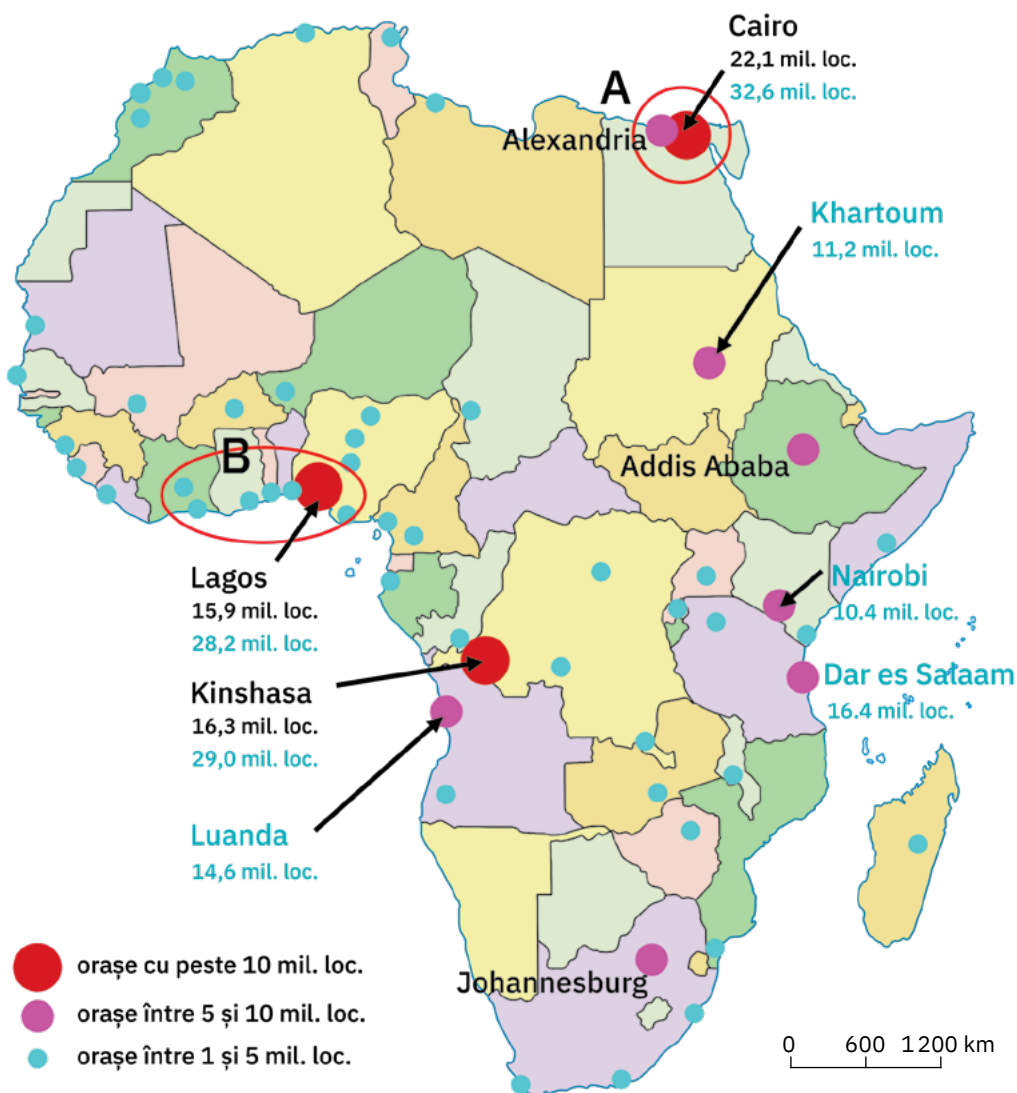 Cairo
22,1 mil. loc.
32,6 mil. loc.
A
Alexandria
Khartoum
11,2 mil. loc.
B
Addis Ababa
Lagos
15,9 mil. loc.
28,2 mil. loc.
Nairobi
10.4 mil. loc.
Kinshasa
16,3 mil. loc.
29,0 mil. loc.
Dar es Salaam
16.4 mil. loc.
Luanda
14,6 mil. loc.
Johannesburg
orașe cu peste 10 mil. loc.
orașe între 5 și 10 mil. loc.
orașe între 1 și 5 mil. loc.
0 600 1200 km